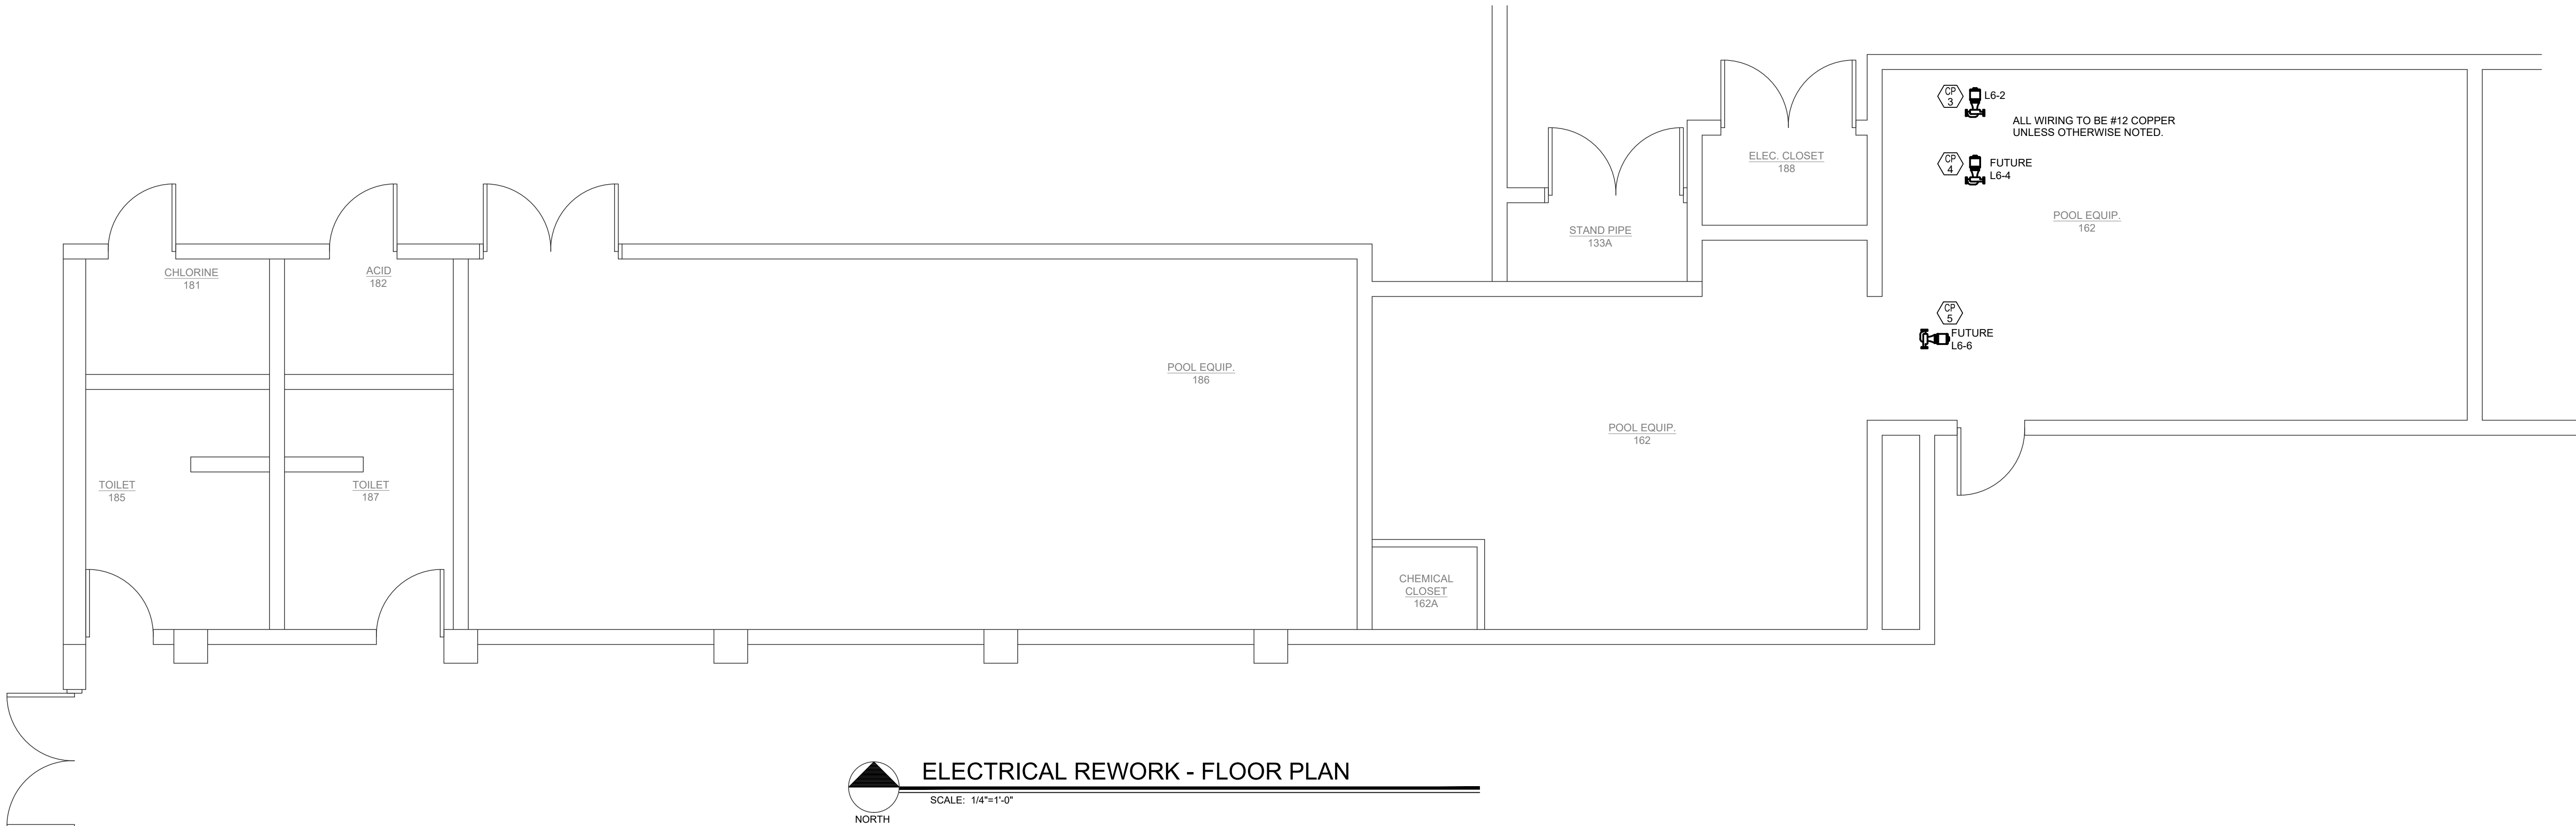 CP
3
L6-2
ALL WIRING TO BE #12 COPPER
UNLESS OTHERWISE NOTED.
CP
4
FUTURE
L6-4
ELEC. CLOSET
188
POOL EQUIP.
162
STAND PIPE
133A
CHLORINE
181
ACID
182
CP
5
FUTURE
L6-6
POOL EQUIP.
186
POOL EQUIP.
162
TOILET
185
TOILET
187
CHEMICAL
CLOSET
162A
ELECTRICAL REWORK - FLOOR PLAN
SCALE: 1/4"=1'-0"
NORTH